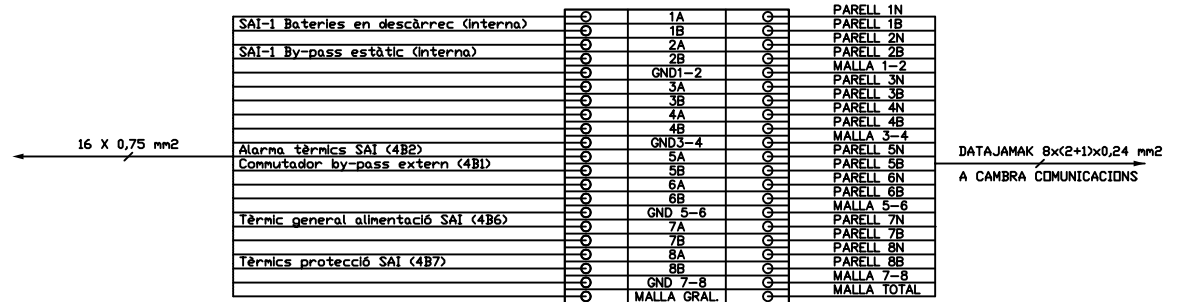 PARELL 1N
1A
SAI-1 Bateries en descàrrec (interna)
PARELL 1B
1B
PARELL 2N
2A
SAI-1 By-pass estàtic (interna)
PARELL 2B
2B
MALLA 1-2
GND1-2
PARELL 3N
3A
PARELL 3B
3B
PARELL 4N
4A
PARELL 4B
4B
MALLA 3-4
GND3-4
16 X 0,75 mm2
Alarma tèrmics SAI (4B2)
PARELL 5N
5A
DATAJAMAK 8x(2+1)x0,24 mm2
Commutador by-pass extern (4B1)
PARELL 5B
5B
A CAMBRA COMUNICACIONS
PARELL 6N
6A
PARELL 6B
6B
MALLA 5-6
GND 5-6
Tèrmic general alimentació SAI (4B6)
PARELL 7N
7A
PARELL 7B
7B
PARELL 8N
8A
Tèrmics protecció SAI (4B7)
PARELL 8B
8B
MALLA 7-8
GND 7-8
MALLA TOTAL
MALLA GRAL.